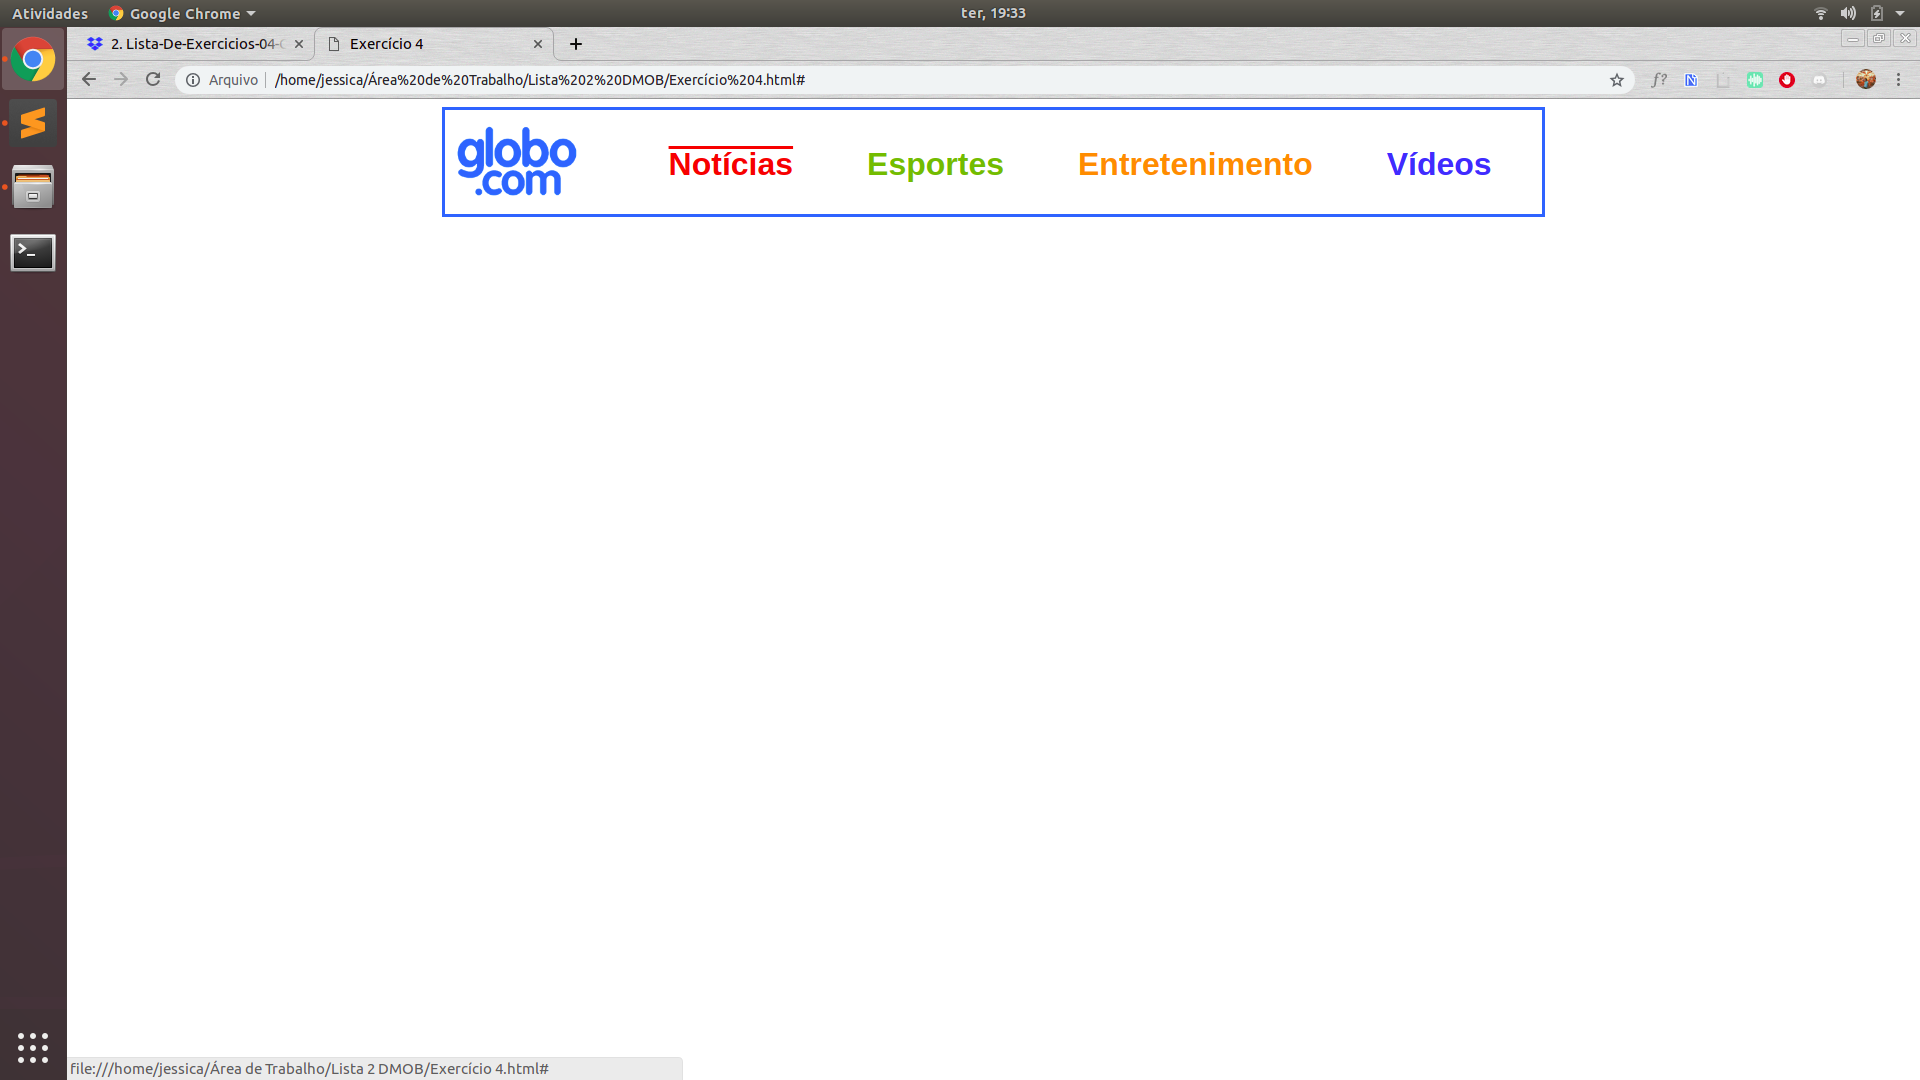 Atividades Google Chrome ter, 19:33
2. Lista-De-Exercicios-04- Exercício 4
Arquivo /home/jessica/Área%20de%20Trabalho/Lista%202%20DMOB/Exercício%204.html# f?
globo
.com
Notícias Esportes Entretenimento Vídeos
file:///home/jessica/Área de Trabalho/Lista 2 DMOB/Exercício 4.html#